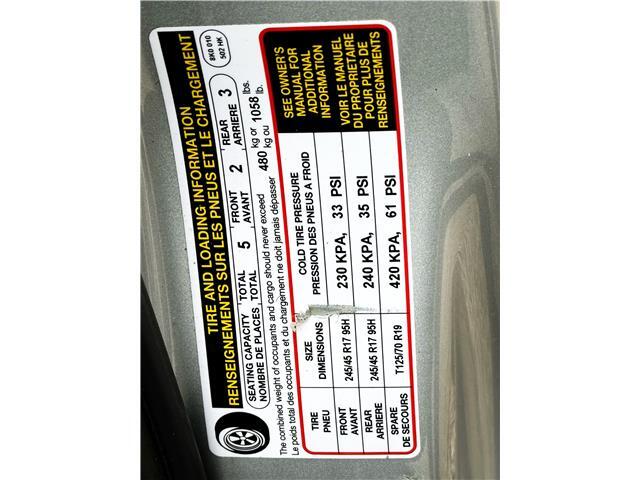 TIRE AND LOADING INFORMATION
RENSEIGNEMENTS SUR LES PNEUS ET LE CHARGEMENT
8K0 010
502 HK
SEATING CAPACITY TOTAL 5 FRONT 2 REAR 3
NOMBRE DE PLACES TOTAL AVANT ARRIERE
The combined weight of occupants and cargo should never exceed 480 kg or 1058 lbs.
Le poids total des occupants et du chargement ne doit jamais dépasser kg ou lb.
TIRE SIZE COLD TIRE PRESSURE
PNEU DIMENSIONS PRESSION DES PNEUS A FROID
FRONT 245/45 R17 95H 230 KPA, 33 PSI
AVANT
REAR 245/45 R17 95H 240 KPA, 35 PSI
ARRIERE
SPARE T125/70 R19 420 KPA, 61 PSI
DE SECOURS
SEE OWNER'S
MANUAL FOR
ADDITIONAL
INFORMATION
VOIR LE MANUEL
DU PROPRIETAIRE
POUR PLUS DE
RENSEIGNEMENTS